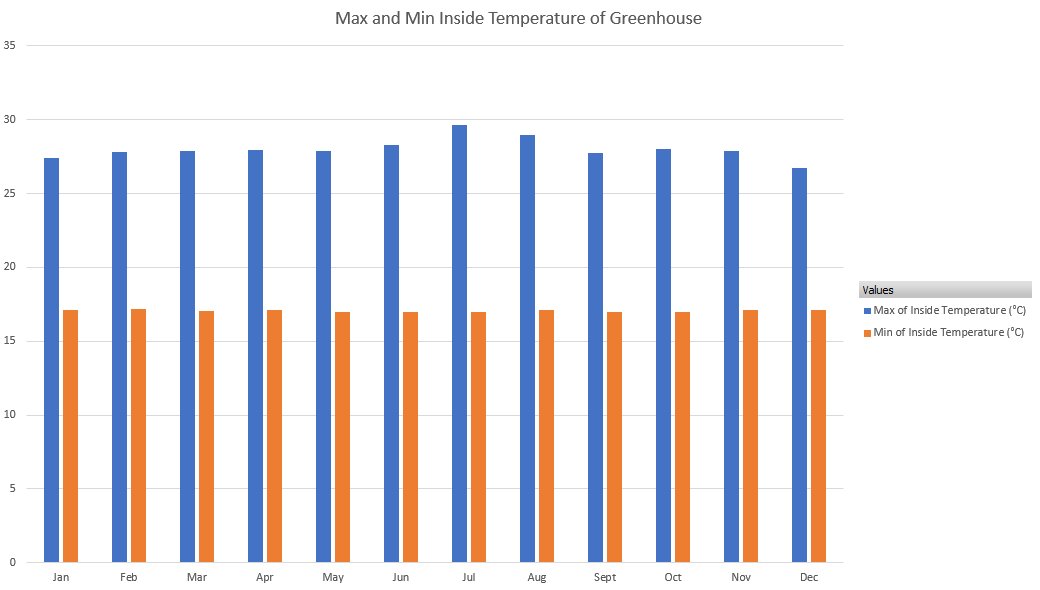 Max and Min Inside Temperature of Greenhouse
35
30
25
20
15
10
5
0
Jan Feb Mar Apr May Jun Jul Aug Sept Oct Nov Dec
Values
Max of Inside Temperature (°C)
Min of Inside Temperature (°C)